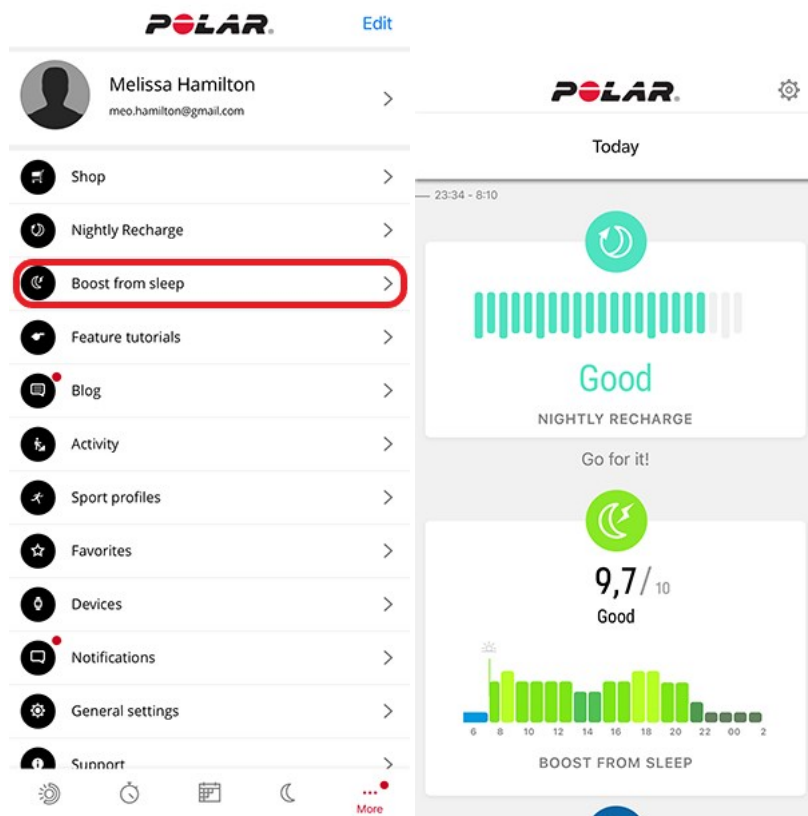 POLAR.
Edit
Melissa Hamilton
meo.hamilton@gmail.com
Shop
Nightly Recharge
Boost from sleep
Feature tutorials
Blog
Activity
Sport profiles
Favorites
Devices
Notifications
General settings
Support
More
POLAR.
Today
23:34 - 8:10
Good
NIGHTLY RECHARGE
Go for it!
9,7/ 10
Good
6 8 10 12 14 16 18 20 22 00 2
BOOST FROM SLEEP